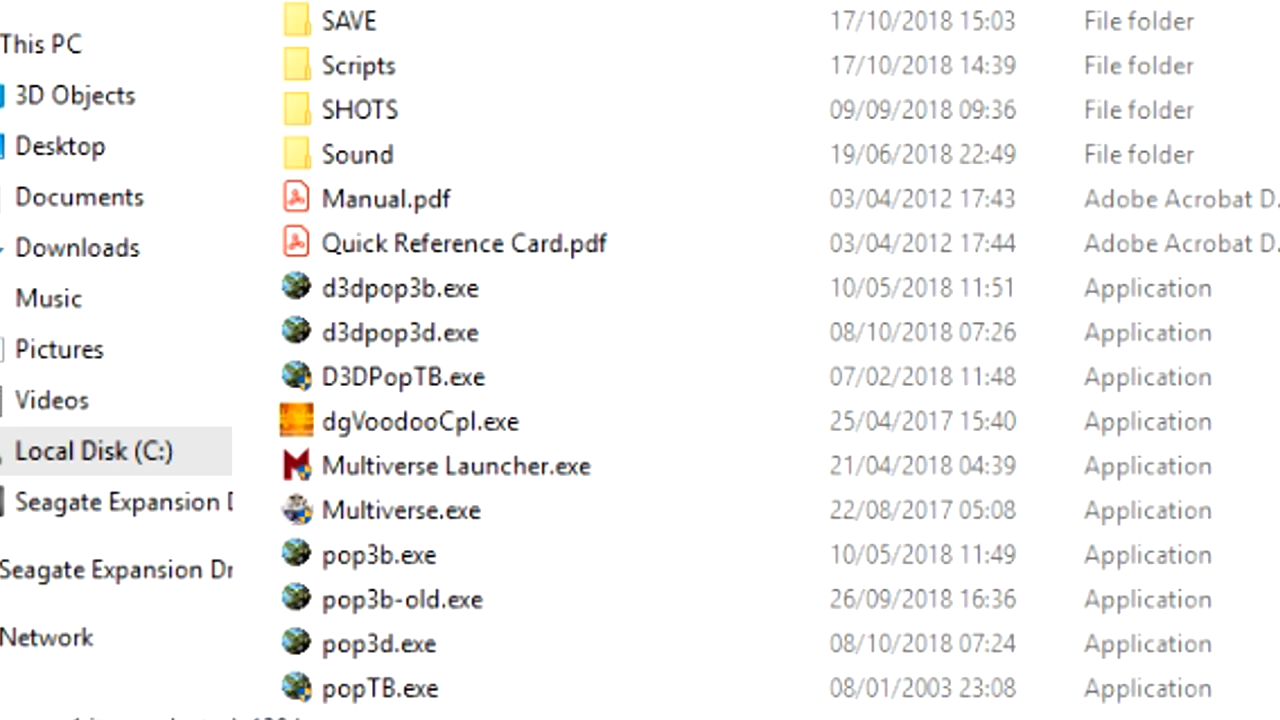 This PC
3D Objects
Desktop
Documents
Downloads
Music
Pictures
Videos
Local Disk (C:)
Seagate Expansion
Seagate Expansion
Network
SAVE 17/10/2018 15:03 File folder
Scripts 17/10/2018 14:39 File folder
SHOTS 09/09/2018 09:36 File folder
Sound 19/06/2018 22:49 File folder
Manual.pdf 03/04/2012 17:43 Adobe Acrobat D.
Quick Reference Card.pdf 03/04/2012 17:44 Adobe Acrobat D.
d3dpop3b.exe 10/05/2018 11:51 Application
d3dpop3d.exe 08/10/2018 07:26 Application
D3DPopTB.exe 07/02/2018 11:48 Application
dgVoodooCpl.exe 25/04/2017 15:40 Application
Multiverse Launcher.exe 21/04/2018 04:39 Application
Multiverse.exe 22/08/2017 05:08 Application
pop3b.exe 10/05/2018 11:49 Application
pop3b-old.exe 26/09/2018 16:36 Application
pop3d.exe 08/10/2018 07:24 Application
popTB.exe 08/01/2003 23:08 Application